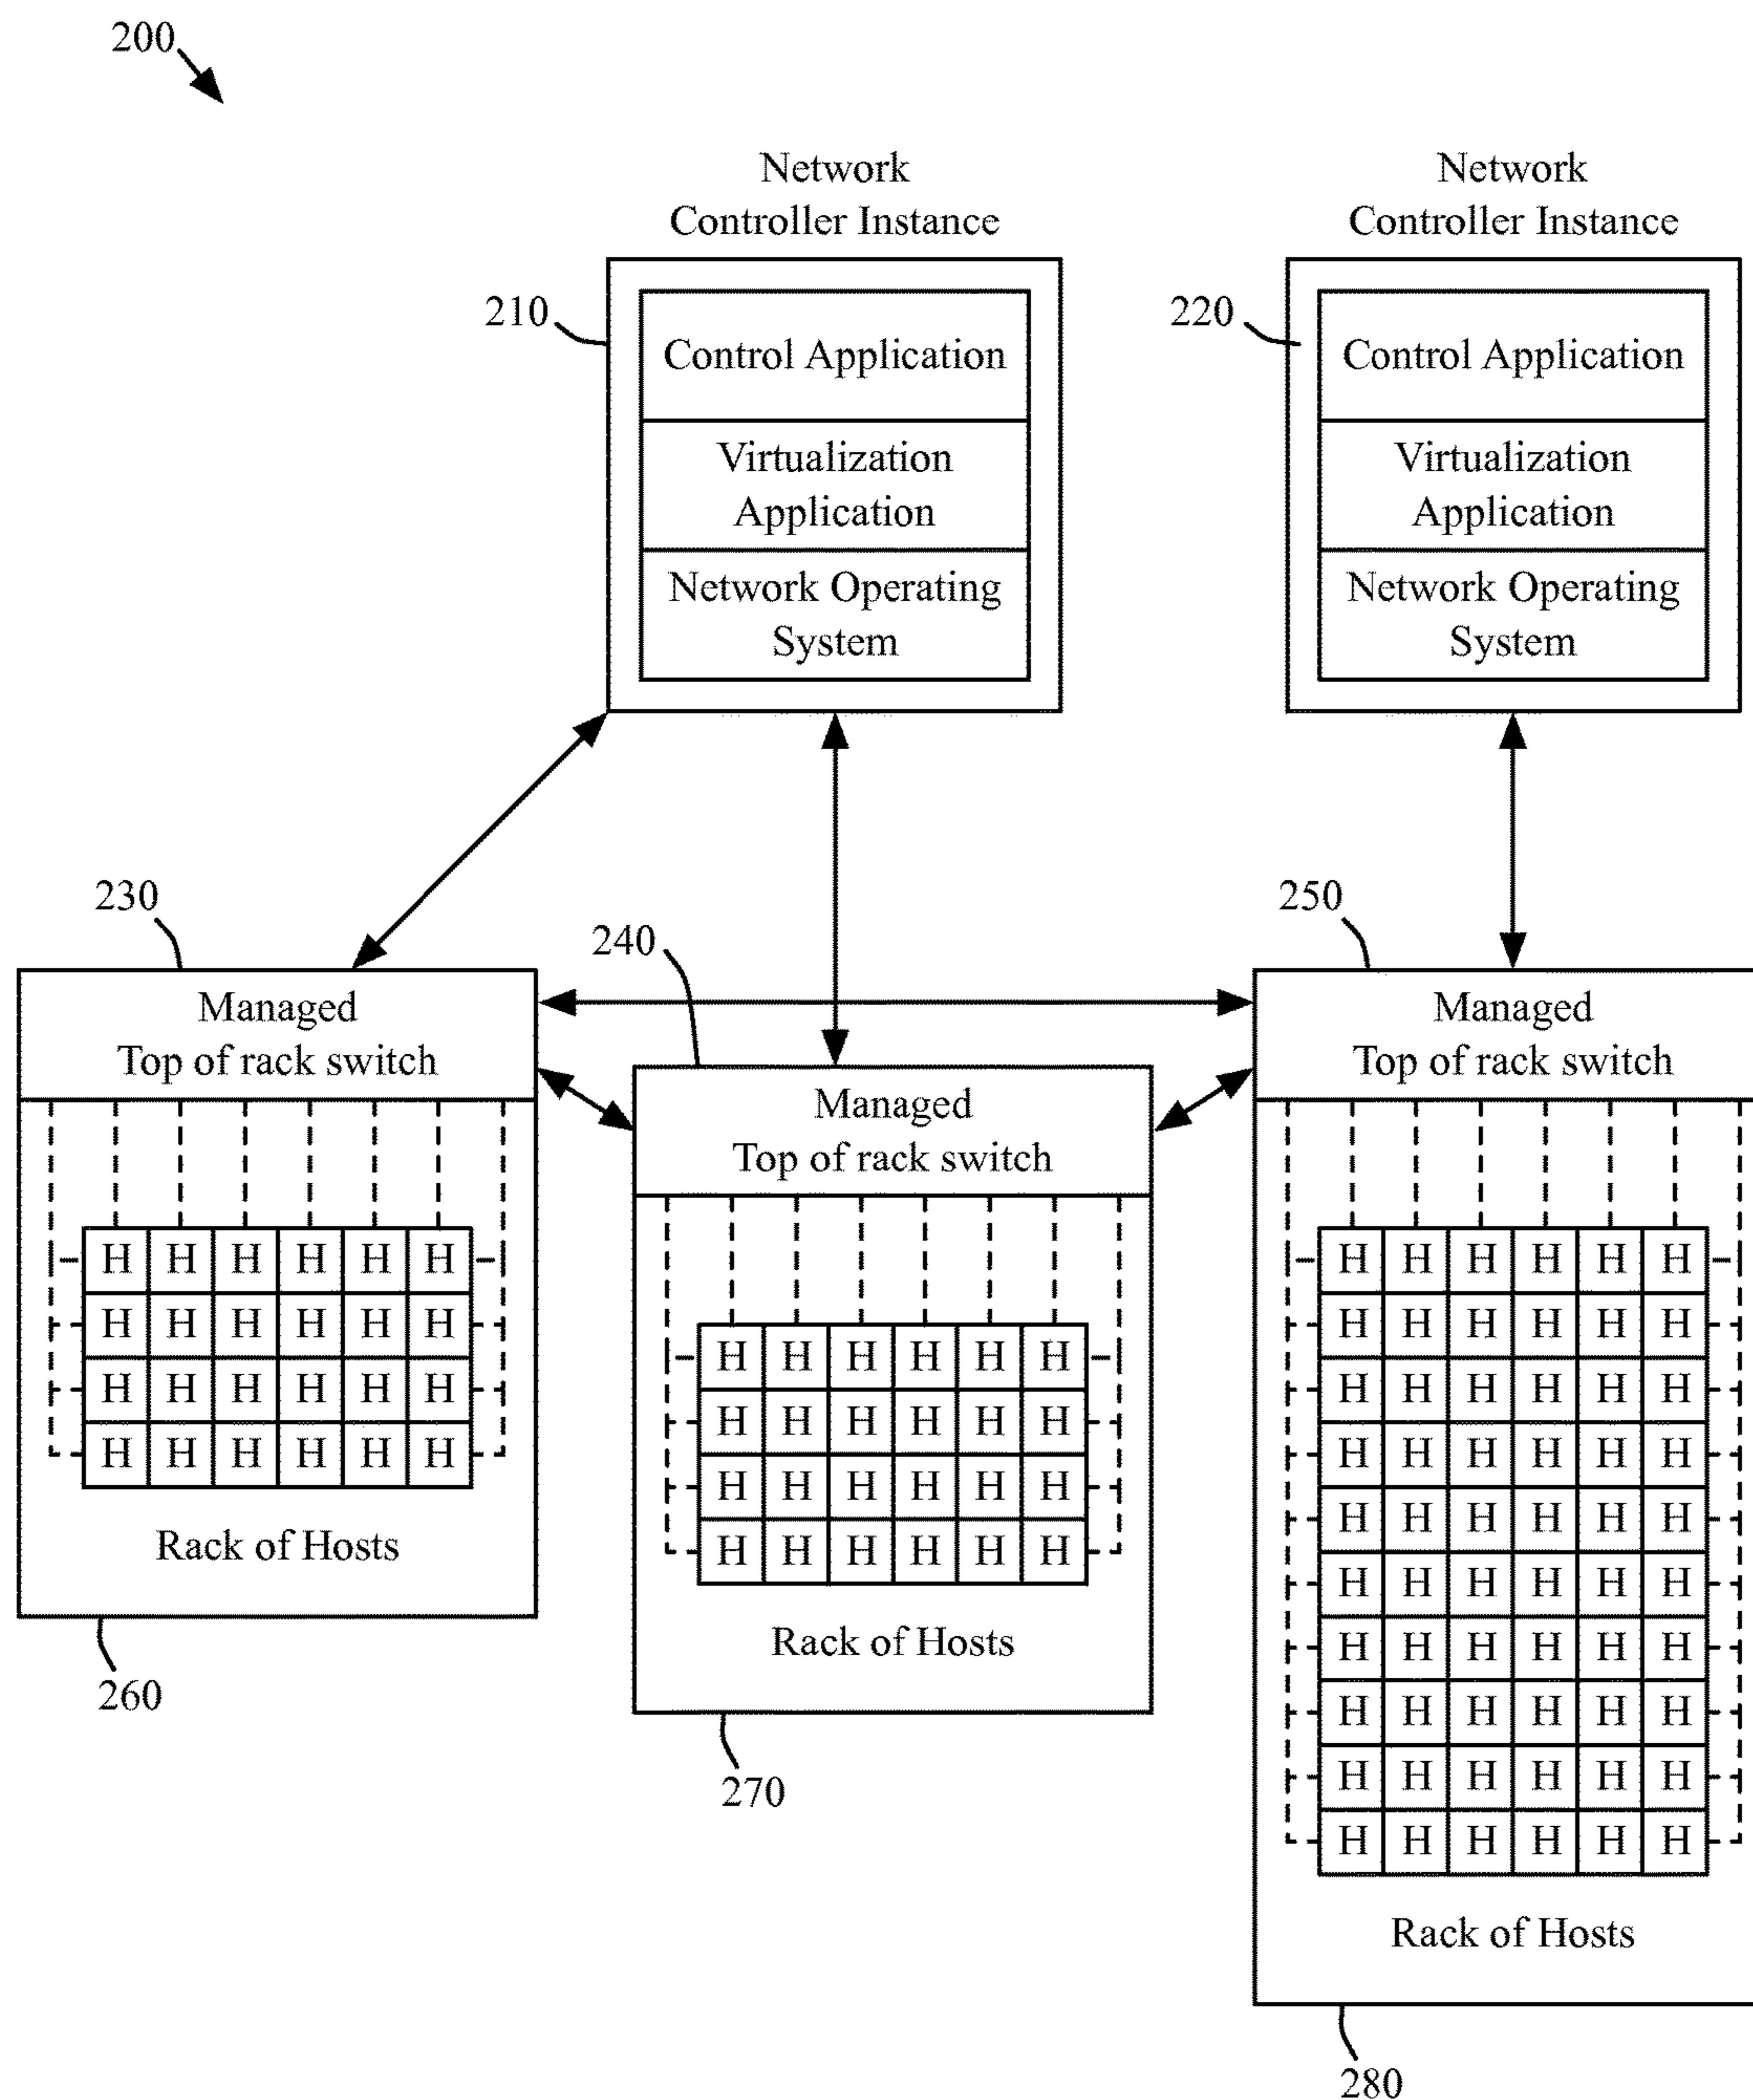 200
Network
Controller Instance
210
Control Application
Virtualization
Application
Network Operating
System
Network
Controller Instance
220
Control Application
Virtualization
Application
Network Operating
System
230
Managed
Top of rack switch
H H H H H H
H H H H H H
H H H H H H
H H H H H H
Rack of Hosts
260
240
Managed
Top of rack switch
H H H H H H
H H H H H H
H H H H H H
H H H H H H
Rack of Hosts
270
250
Managed
Top of rack switch
H H H H H H
H H H H H H
H H H H H H
H H H H H H
H H H H H H
H H H H H H
H H H H H H
H H H H H H
H H H H H H
H H H H H H
Rack of Hosts
280